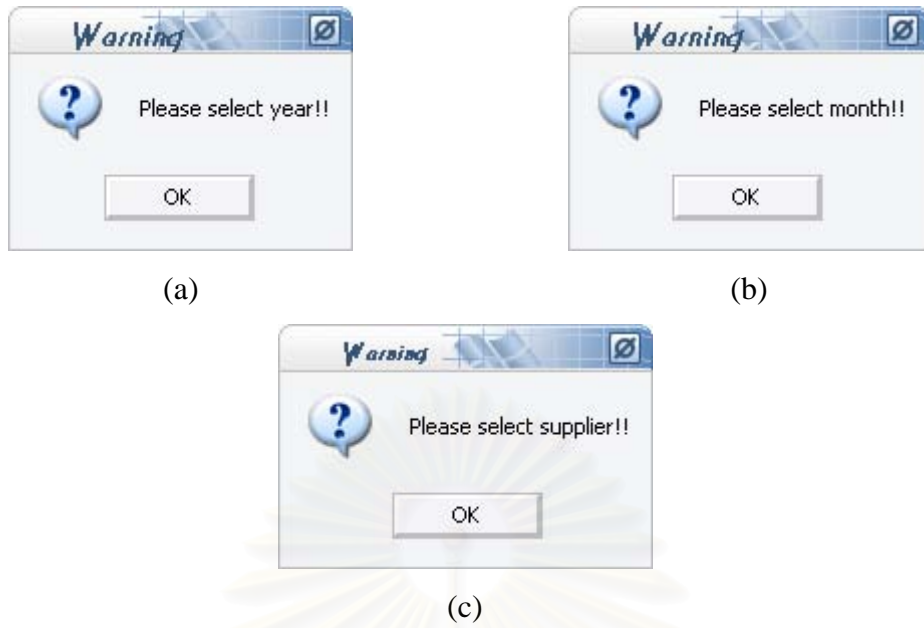 Warning
Please select year!!
OK
(a)
Warning
Please select month!!
OK
(b)
Warning
Please select supplier!!
OK
(c)